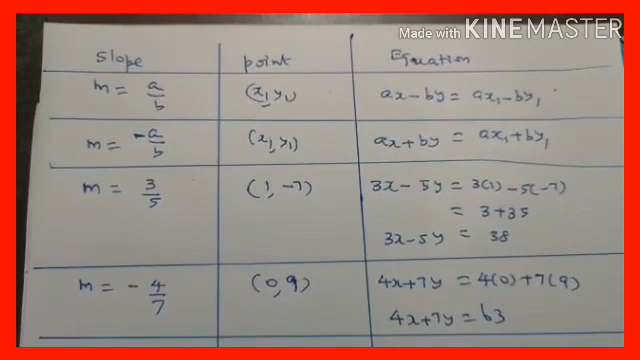 Made with KINEMASTER
slope point Equation
m = a/b (x₁, y₁) ax - by = ax₁ - by₁
m = -a/b (x₁, y₁) ax + by = ax₁ + by₁
m = 3/5 (1, -7) 3x - 5y = 3(1) - 5(-7)
= 3 + 35
3x - 5y = 38
m = - 4/7 (0, 9) 4x + 7y = 4(0) + 7(9)
4x + 7y = 63